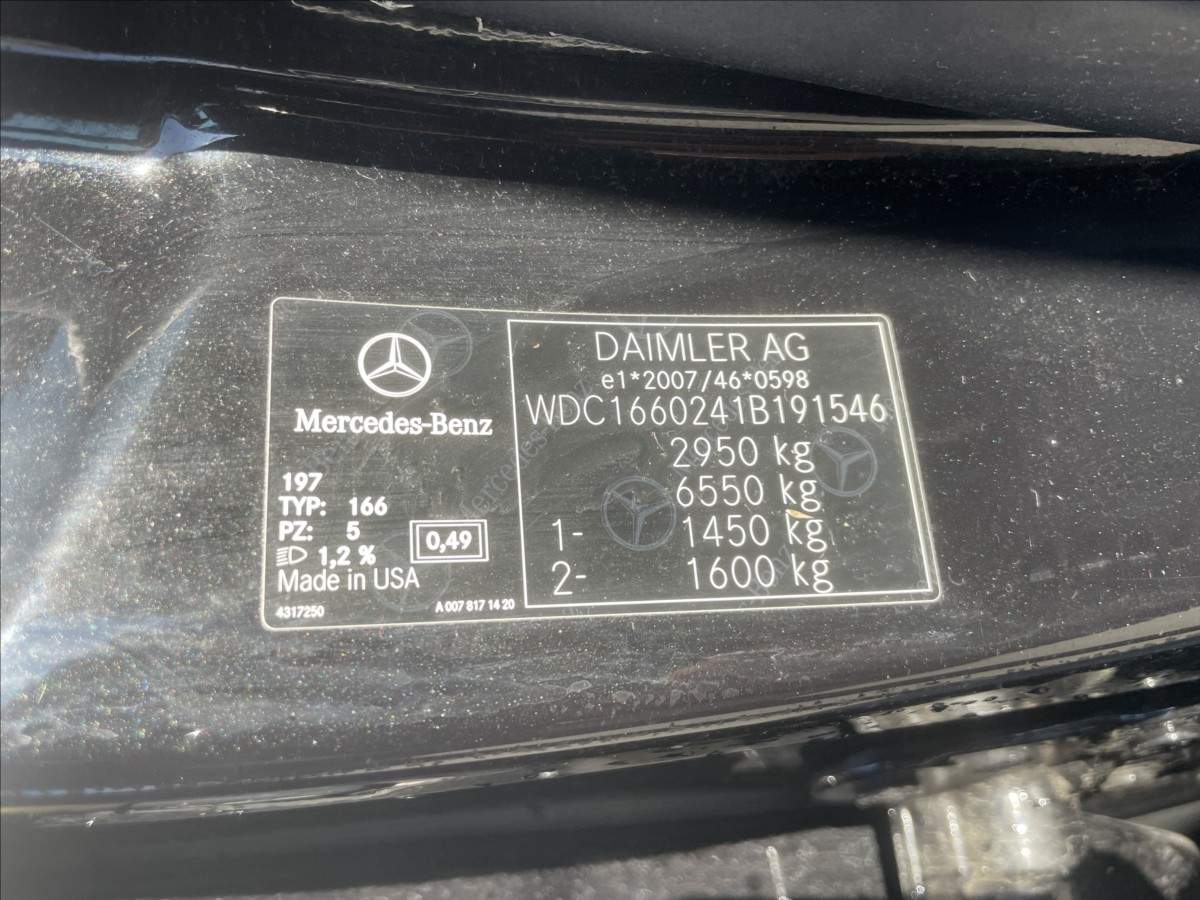 Mercedes-Benz
197
TYP: 166
PZ: 5
1,2 %
0,49
Made in USA
4317250
A 007 817 14 20
DAIMLER AG
e1*2007/46*0598
WDC1660241B191546
2950 kg
6550 kg
1- 1450 kg
2- 1600 kg